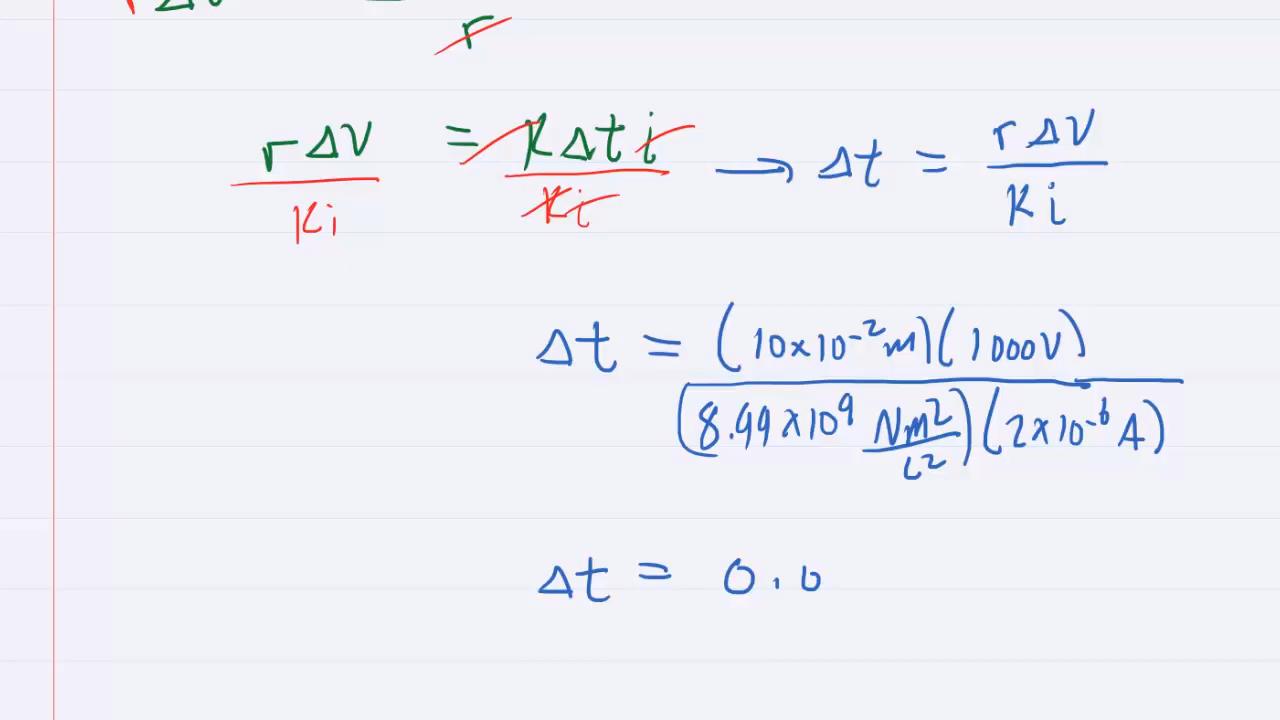 r
rΔV/Ki = KΔti/Ki → Δt = rΔV/Ki
Δt = (10×10⁻²m)(1000V)
(8.99×10⁹ Nm²/C²)(2×10⁻⁶A)
Δt = 0.0